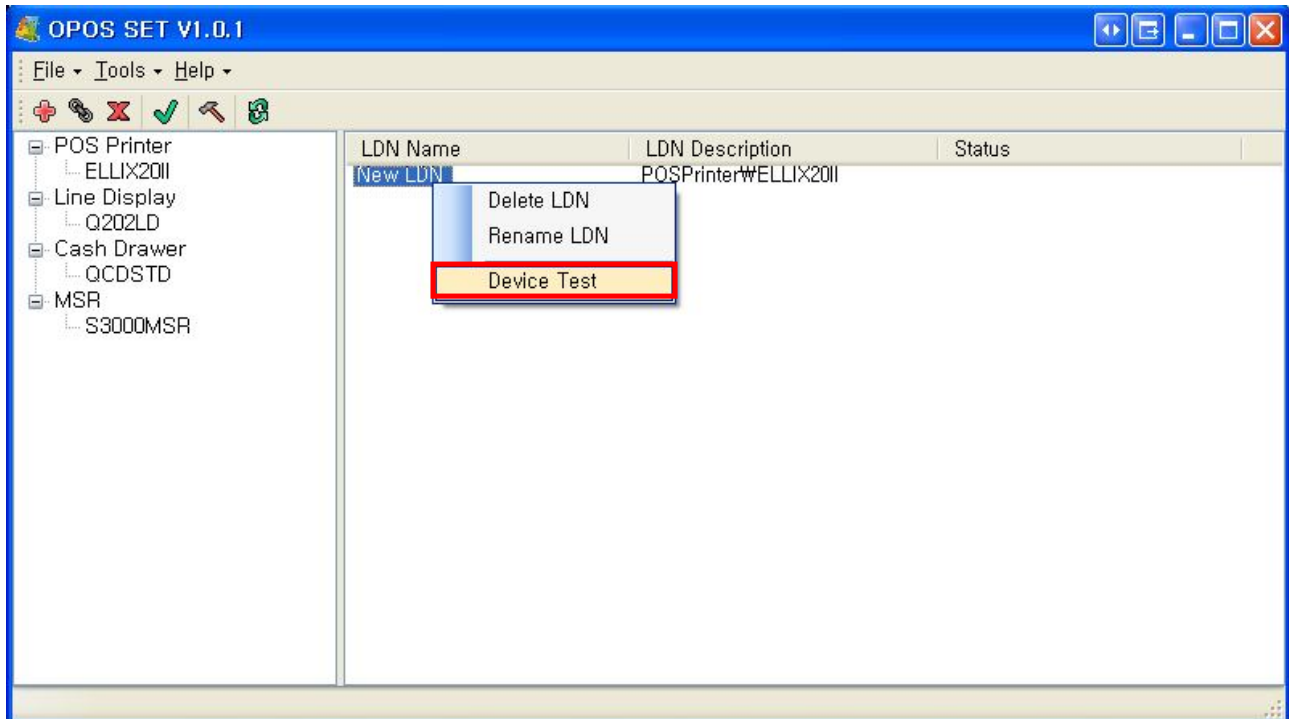 OPOS SET V1.0.1
File Tools Help
POS Printer
ELLIX20II
Line Display
Q202LD
Cash Drawer
QCDSTD
MSR
S3000MSR
LDN Name LDN Description Status
New LDN POSPrinter₩ELLIX20II
Delete LDN
Rename LDN
Device Test